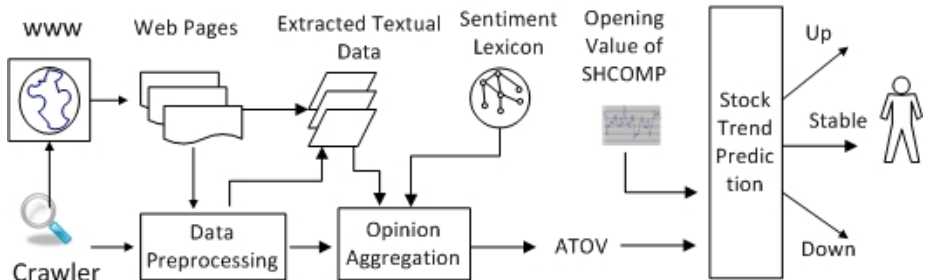 www
Web Pages
Extracted Textual
Data
Sentiment
Lexicon
Opening
Value of
SHCOMP
Stock
Trend
Predic
tion
Up
Stable
Down
Crawler
Data
Preprocessing
Opinion
Aggregation
ATOV